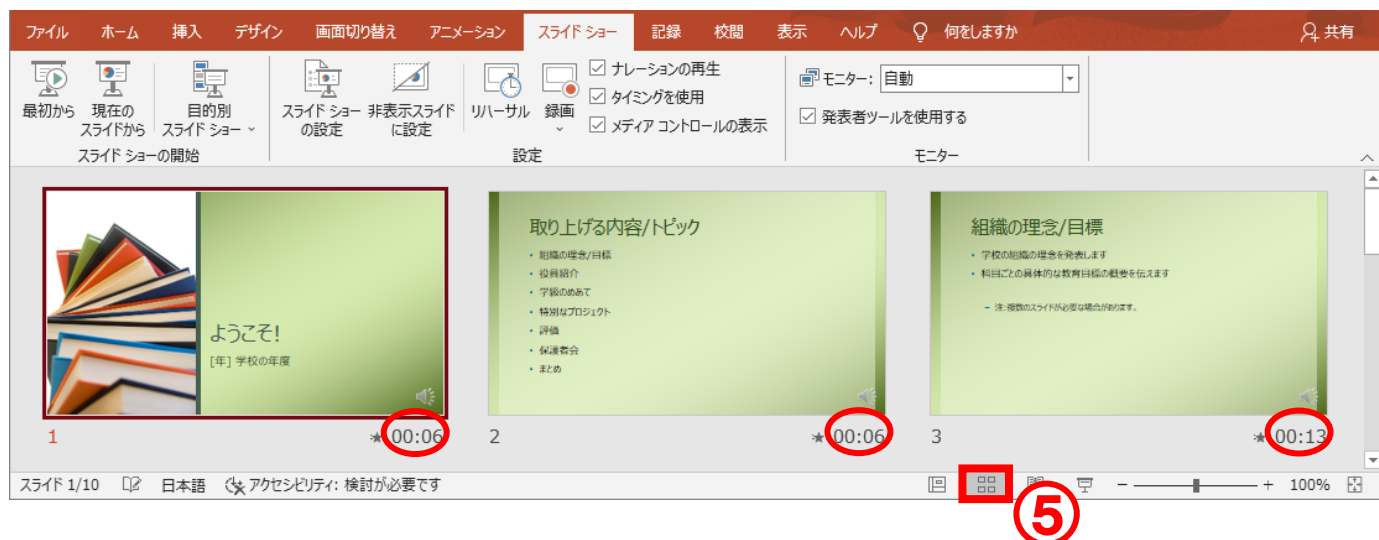 ファイル ホーム 挿入 デザイン 画面切り替え アニメーション スライド ショー 記録 校閲 表示 ヘルプ 何をしますか 共有
最初から 現在の スライドから 目的別 スライド ショー スライド ショー の設定 非表示スライド に設定 リハーサル 録画
ナレーションの再生
タイミングを使用
メディア コントロールの表示
モニター: 自動
発表者ツールを使用する
スライド ショーの開始 設定 モニター
ようこそ!
[年] 学校の年度
1 00:06
取り上げる内容/トピック
・ 組織の理念/目標
・ 役員紹介
・ 学級のめあて
・ 特別なプロジェクト
・ 評価
・ 保護者会
・ まとめ
2 00:06
組織の理念/目標
・ 学校の組織の理念を発表します
・ 科目ごとの具体的な教育目標の概要を伝えます
– 注:複数のスライドが必要な場合があります。
3 00:13
スライド 1/10 日本語 アクセシビリティ: 検討が必要です 100%
⑤